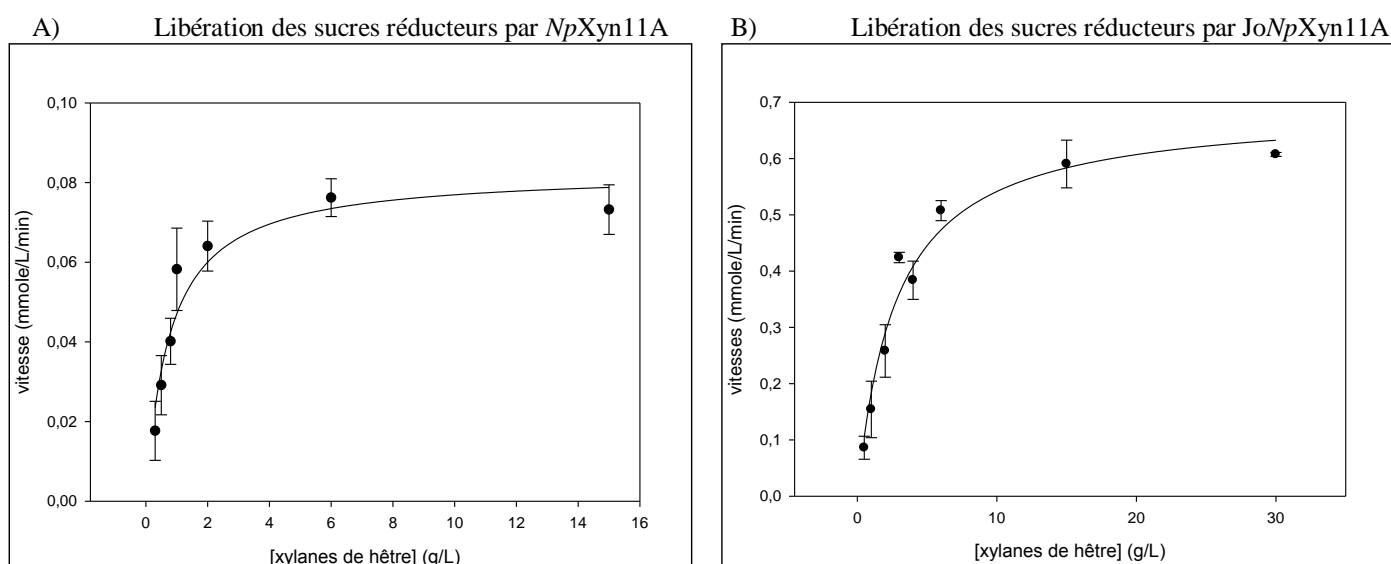 A) Libération des sucres réducteurs par NpXyn11A
vitesse (mmole/L/min)
0,10
0,08
0,06
0,04
0,02
0,00
0 2 4 6 8 10 12 14 16
[xylanes de hêtre] (g/L)
B) Libération des sucres réducteurs par JoNpXyn11A
vitesses (mmole/L/min)
0,7
0,6
0,5
0,4
0,3
0,2
0,1
0,0
0 10 20 30
[xylanes de hêtre] (g/L)